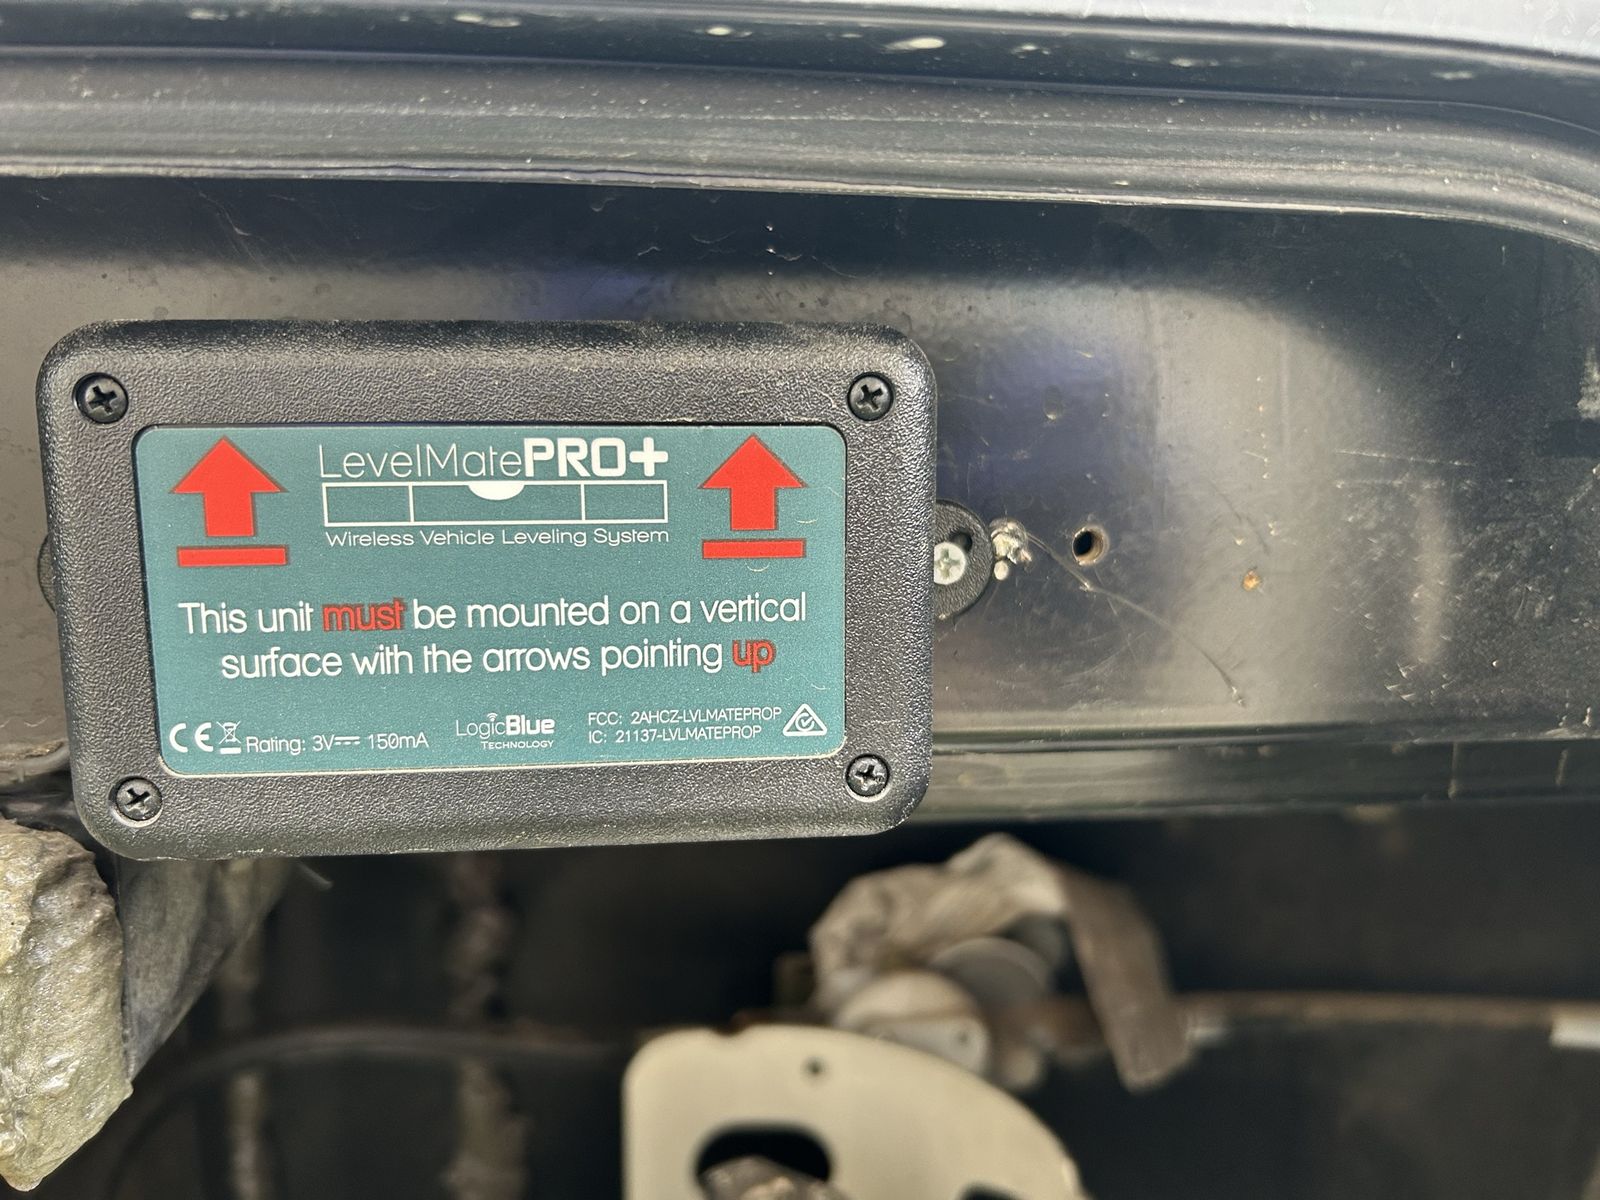 LevelMatePRO+
Wireless Vehicle Leveling System
This unit must be mounted on a vertical
surface with the arrows pointing up
CE Rating: 3V 150mA
LogicBlue
TECHNOLOGY
FCC: 2AHCZ-LVLMATEPROP
IC: 21137-LVLMATEPROP